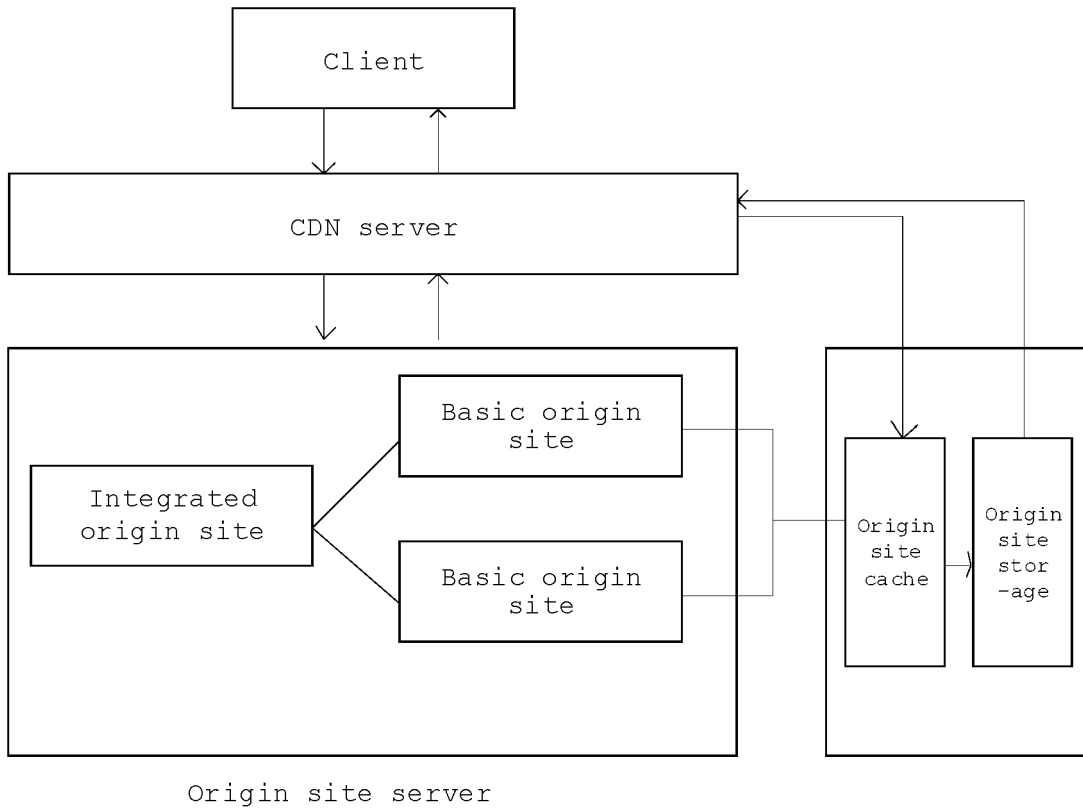 Client
CDN server
Basic origin
site
Integrated
origin site
Basic origin
site
Origin
site
cache
Origin
site
stor
-age
Origin site server